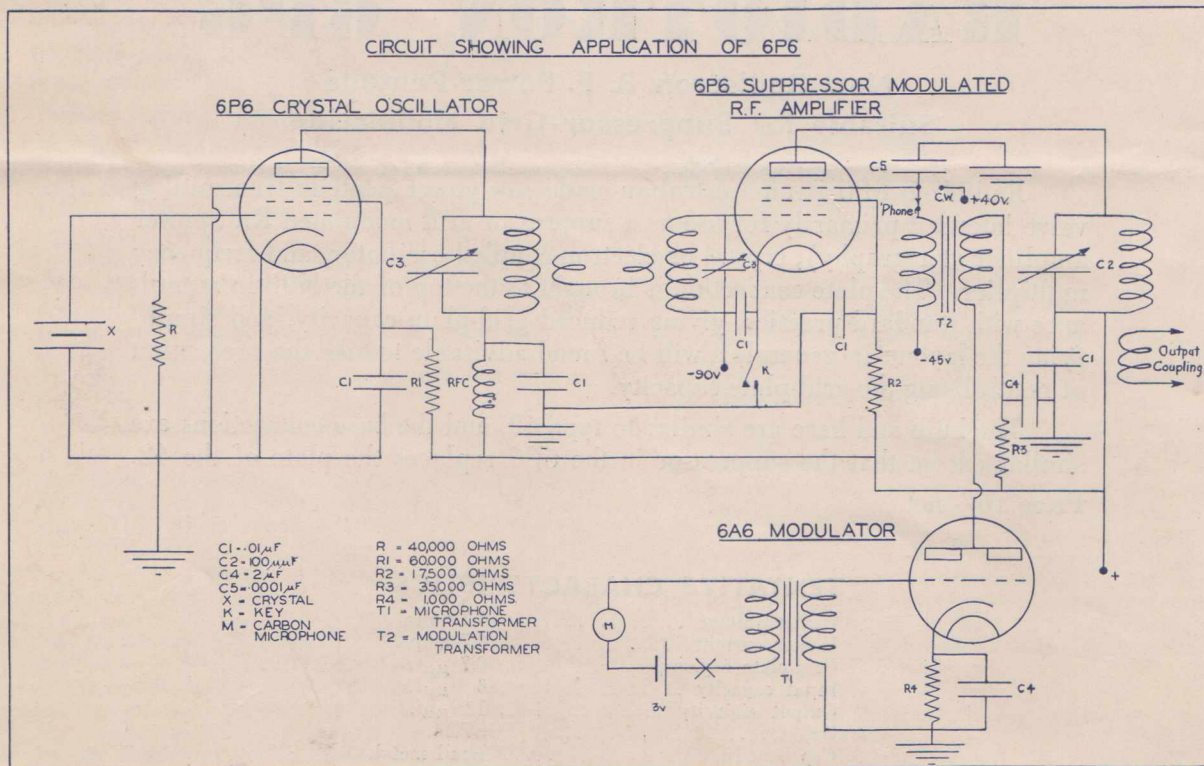 CIRCUIT SHOWING APPLICATION OF 6P6
6P6 CRYSTAL OSCILLATOR
6P6 SUPPRESSOR MODULATED
R.F. AMPLIFIER
C5
C.W.
+40v.
'Phone
C3
C3
C2
X
R
T2
C1
R1
RFC
C1
-90v
C1
K.
C1
R2
-45v
C4
C1
Output
Coupling
R3
+
6A6 MODULATOR
C1=·01μF
C2=100μμF
C4=2μF
C5=·0001μF
X = CRYSTAL
K = KEY
M = CARBON
MICROPHONE
R = 40,000 OHMS
R1 = 60,000 OHMS
R2 = 17,500 OHMS
R3 = 35,000 OHMS
R4 = 1,000 OHMS
T1 = MICROPHONE
TRANSFORMER
T2 = MODULATION
TRANSFORMER
M
3v
T1
R4
C4